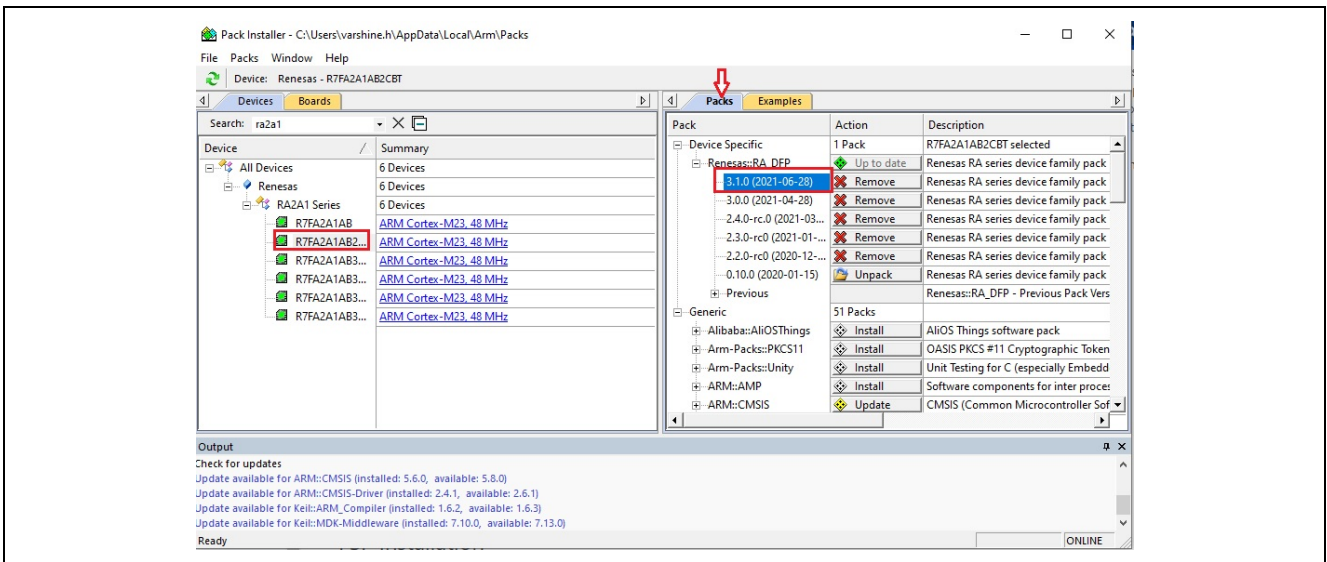 Pack Installer - C:\Users\varshine.h\AppData\Local\Arm\Packs
File Packs Window Help
Device: Renesas - R7FA2A1AB2CBT
Devices Boards
Search: ra2a1
Device / Summary
All Devices 6 Devices
Renesas 6 Devices
RA2A1 Series 6 Devices
R7FA2A1AB ARM Cortex-M23, 48 MHz
R7FA2A1AB2... ARM Cortex-M23, 48 MHz
R7FA2A1AB3... ARM Cortex-M23, 48 MHz
R7FA2A1AB3... ARM Cortex-M23, 48 MHz
R7FA2A1AB3... ARM Cortex-M23, 48 MHz
R7FA2A1AB3... ARM Cortex-M23, 48 MHz
Packs Examples
Pack Action Description
Device Specific 1 Pack R7FA2A1AB2CBT selected
Renesas::RA_DFP Up to date Renesas RA series device family pack
3.1.0 (2021-06-28) Remove Renesas RA series device family pack
3.0.0 (2021-04-28) Remove Renesas RA series device family pack
2.4.0-rc.0 (2021-03... Remove Renesas RA series device family pack
2.3.0-rc0 (2021-01-... Remove Renesas RA series device family pack
2.2.0-rc0 (2020-12-... Remove Renesas RA series device family pack
0.10.0 (2020-01-15) Unpack Renesas RA series device family pack
Previous Renesas::RA_DFP - Previous Pack Vers
Generic 51 Packs
Alibaba::AliOSThings Install AliOS Things software pack
Arm-Packs::PKCS11 Install OASIS PKCS #11 Cryptographic Token
Arm-Packs::Unity Install Unit Testing for C (especially Embedd
ARM::AMP Install Software components for inter proces
ARM::CMSIS Update CMSIS (Common Microcontroller Sof
Output
Check for updates
Update available for ARM::CMSIS (installed: 5.6.0, available: 5.8.0)
Update available for ARM::CMSIS-Driver (installed: 2.4.1, available: 2.6.1)
Update available for Keil::ARM_Compiler (installed: 1.6.2, available: 1.6.3)
Update available for Keil::MDK-Middleware (installed: 7.10.0, available: 7.13.0)
Ready ONLINE